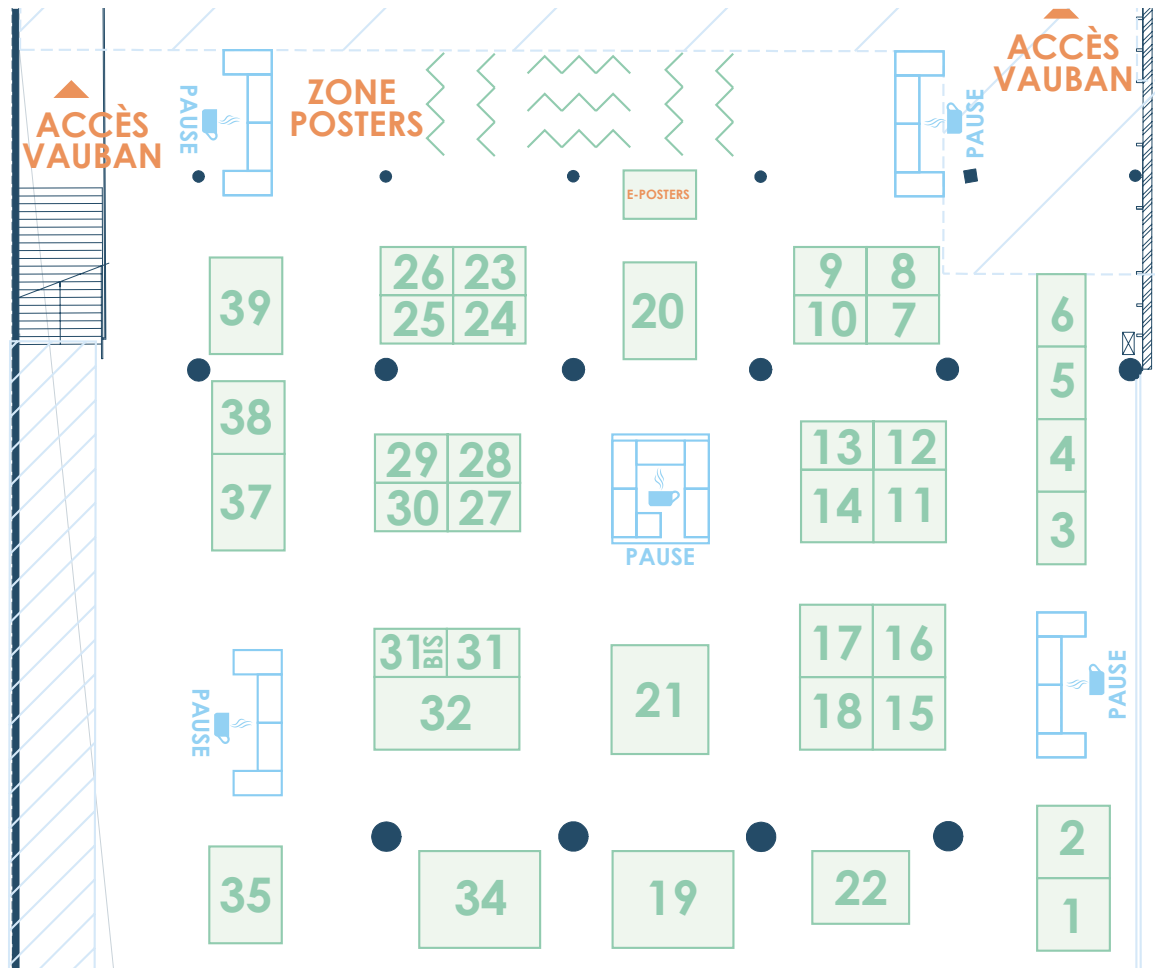 ACCÈS
VAUBAN
PAUSE
ZONE
POSTERS
PAUSE
ACCÈS
VAUBAN
E-POSTERS
39
26 23
25 24
20
9 8
10 7
6
5
4
3
38
37
29 28
30 27
PAUSE
13 12
14 11
31 BIS 31
32
21
17 16
18 15
PAUSE
PAUSE
35
34
19
22
2
1